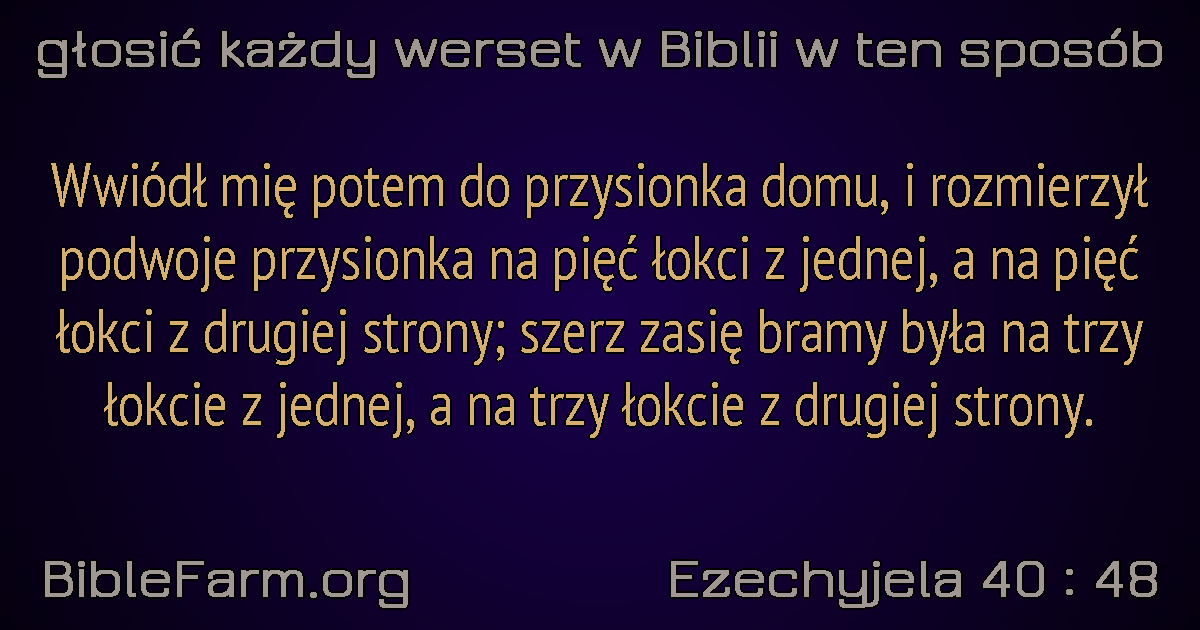 głosić każdy werset w Biblii w ten sposób
Wwiódł mię potem do przysionka domu, i rozmierzył
podwoje przysionka na pięć łokci z jednej, a na pięć
łokci z drugiej strony; szerz zasię bramy była na trzy
łokcie z jednej, a na trzy łokcie z drugiej strony.
BibleFarm.org
Ezechyjela 40 : 48